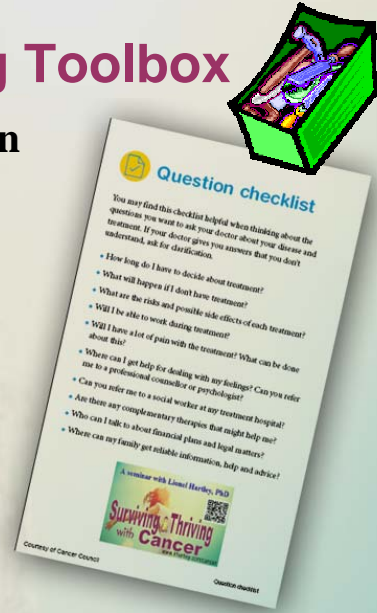 g Toolbox
n
Question checklist
You may find this checklist helpful when thinking about the
questions you want to ask your doctor about your disease and
treatment. If your doctor gives you answers that you don't
understand, ask for clarification.
• How long do I have to decide about treatment?
• What will happen if I don't have treatment?
• What are the risks and possible side effects of each treatment?
• Will I be able to work during treatment?
• Will I have a lot of pain with the treatment? What can be done
about this?
• Where can I get help for dealing with my feelings? Can you refer
me to a professional counsellor or psychologist?
• Can you refer me to a social worker at my treatment hospital?
• Are there any complementary therapies that might help me?
• Who can I talk to about financial plans and legal matters?
• Where can my family get reliable information, help and advice?
A seminar with Lionel Hartley, PhD
Surviving & Thriving
with Cancer
Courtesy of Cancer Council
Question checklist